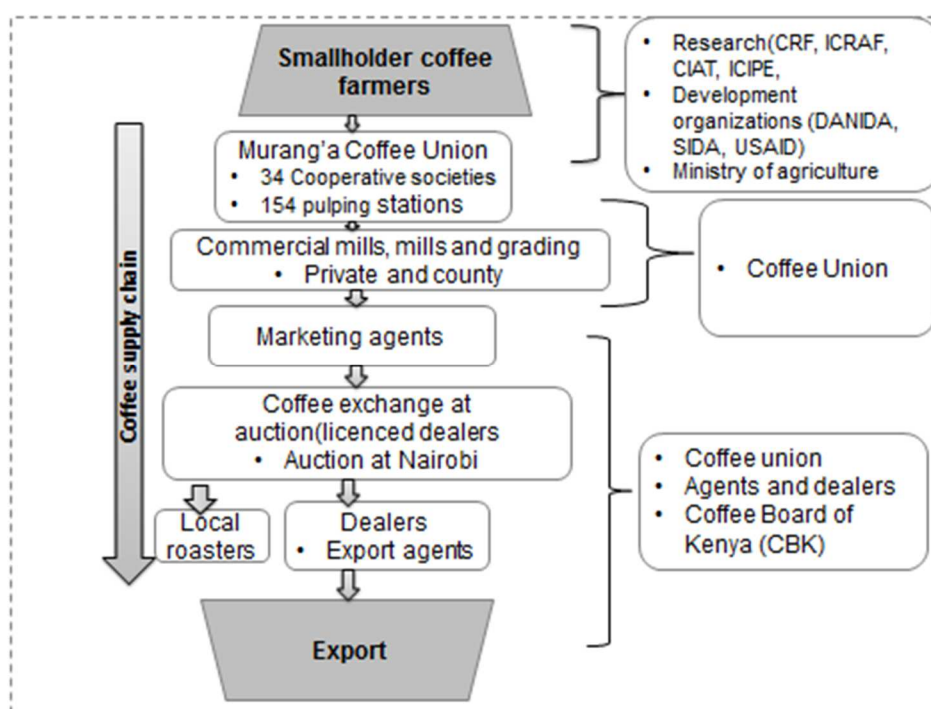 Smallholder coffee
farmers
Murang'a Coffee Union
• 34 Cooperative societies
• 154 pulping stations
Commercial mills, mills and grading
• Private and county
Marketing agents
Coffee exchange at
auction(licenced dealers
• Auction at Nairobi
Local
roasters
Dealers
• Export agents
Export
Coffee supply chain
• Research(CRF, ICRAF,
CIAT, ICIPE,
• Development
organizations (DANIDA,
SIDA, USAID)
• Ministry of agriculture
• Coffee Union
• Coffee union
• Agents and dealers
• Coffee Board of
Kenya (CBK)